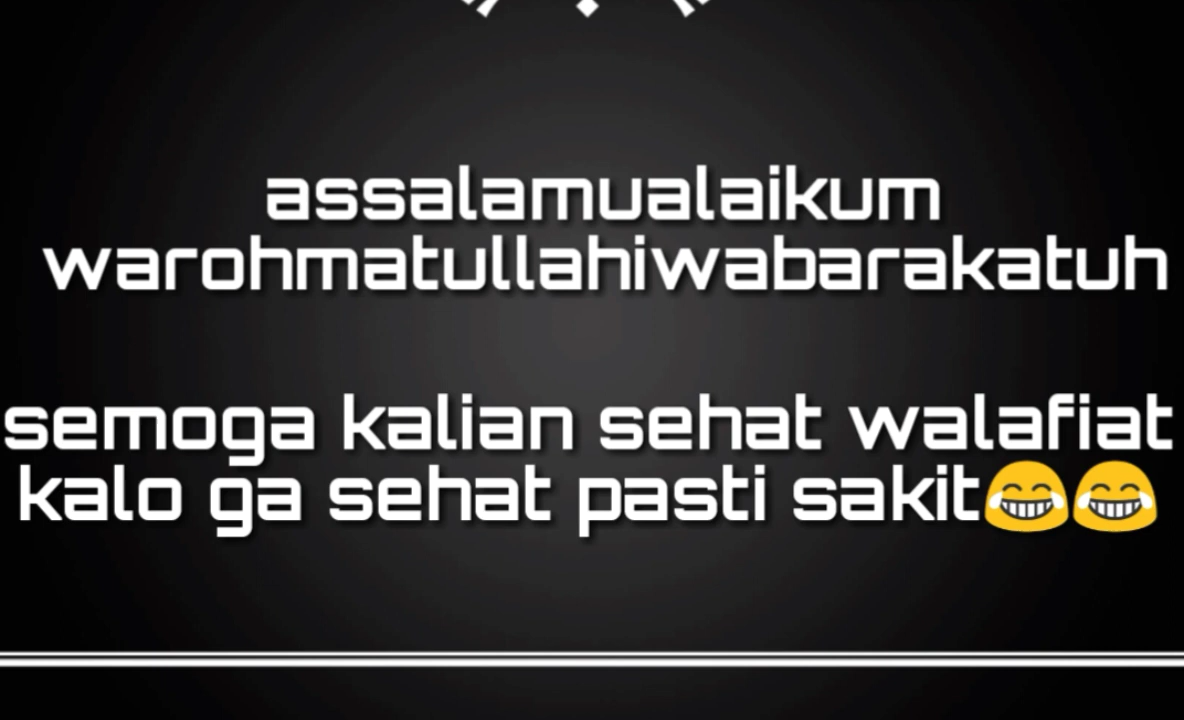 assalamualaikum
warohmatullahiwabarakatuh
semoga kalian sehat walafiat
kalo ga sehat pasti sakit😂😂